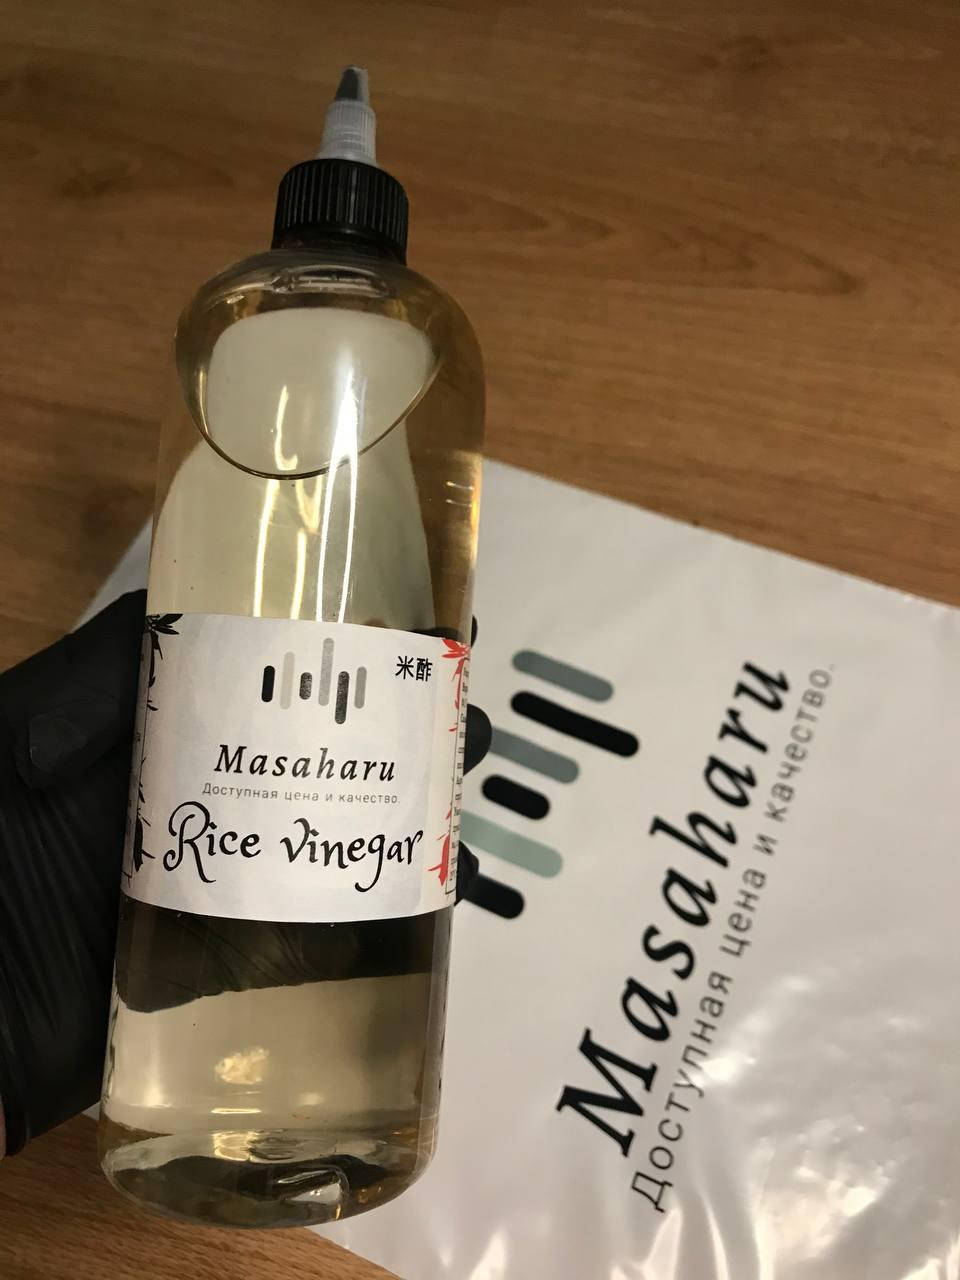 米酢
Masaharu
Доступная цена и качество.
Rice vinegar
Masaharu
Доступная цена и качество.